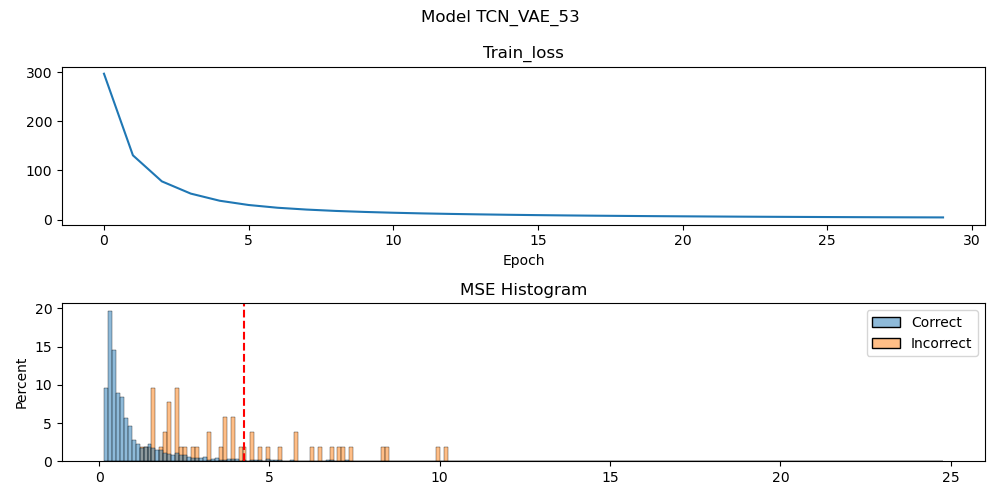 Model TCN_VAE_53
Train_loss
300
200
100
0
0 5 10 15 20 25 30
Epoch
MSE Histogram
20
15
10
5
0
Percent
Correct
Incorrect
0 5 10 15 20 25